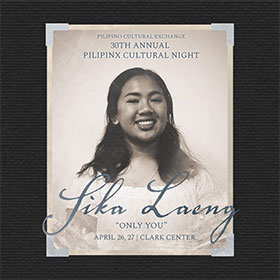 PILIPINO CULTURAL EXCHANGE
30TH ANNUAL
PILIPINX CULTURAL NIGHT
Sika Laeng
"ONLY YOU"
APRIL 26, 27 | CLARK CENTER